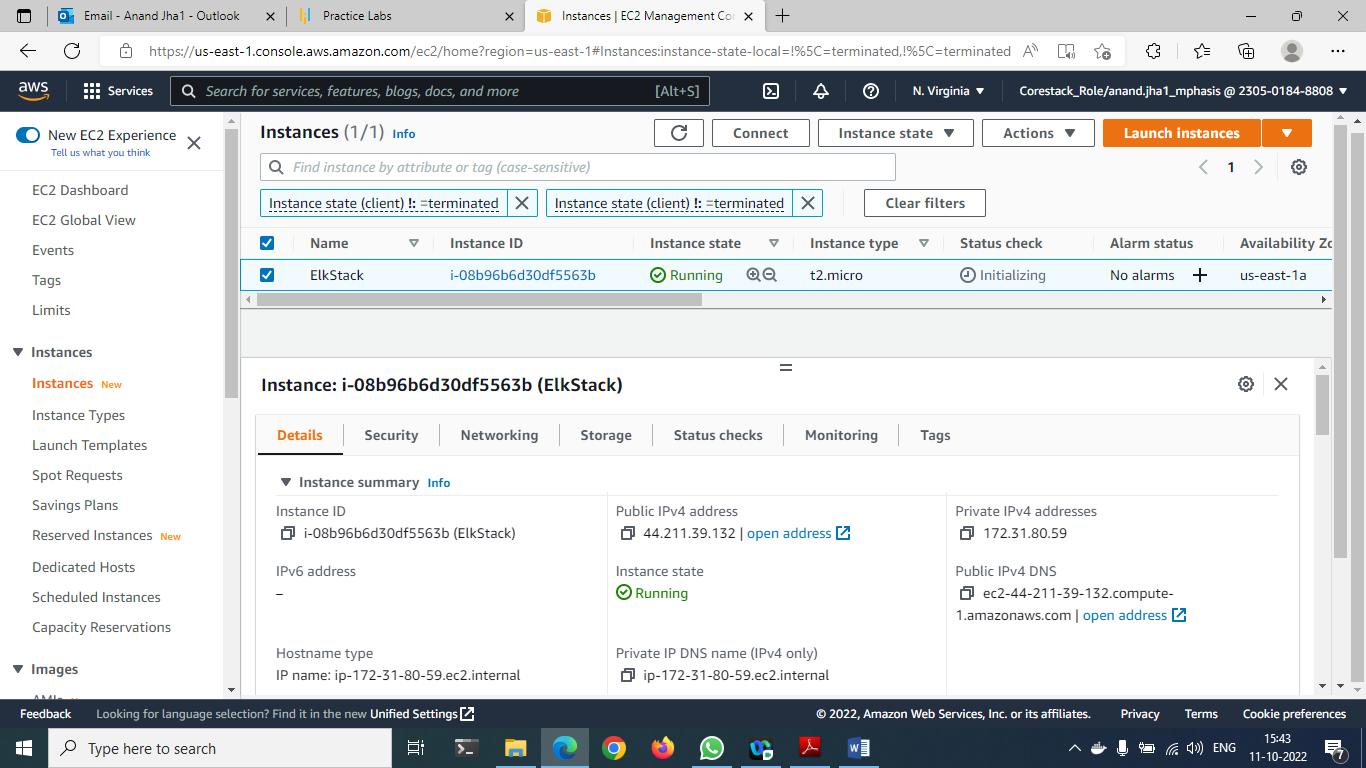 Email - Anand Jha1 - Outlook
Practice Labs
Instances | EC2 Management Co
https://us-east-1.console.aws.amazon.com/ec2/home?region=us-east-1#Instances:instance-state-local=!%5C=terminated,!%5C=terminated
aws
Services
Search for services, features, blogs, docs, and more
[Alt+S]
N. Virginia
Corestack_Role/anand.jha1_mphasis @ 2305-0184-8808
New EC2 Experience
Tell us what you think
EC2 Dashboard
EC2 Global View
Events
Tags
Limits
Instances
Instances New
Instance Types
Launch Templates
Spot Requests
Savings Plans
Reserved Instances New
Dedicated Hosts
Scheduled Instances
Capacity Reservations
Images
Instances (1/1) Info
Connect
Instance state
Actions
Launch instances
Find instance by attribute or tag (case-sensitive)
1
Instance state (client) !: =terminated
Instance state (client) !: =terminated
Clear filters
Name Instance ID Instance state Instance type Status check Alarm status Availability Zo
ElkStack i-08b96b6d30df5563b Running t2.micro Initializing No alarms us-east-1a
Instance: i-08b96b6d30df5563b (ElkStack)
Details Security Networking Storage Status checks Monitoring Tags
Instance summary Info
Instance ID
i-08b96b6d30df5563b (ElkStack)
Public IPv4 address
44.211.39.132 | open address
Private IPv4 addresses
172.31.80.59
IPv6 address
–
Instance state
Running
Public IPv4 DNS
ec2-44-211-39-132.compute-
1.amazonaws.com | open address
Hostname type
IP name: ip-172-31-80-59.ec2.internal
Private IP DNS name (IPv4 only)
ip-172-31-80-59.ec2.internal
Feedback
Looking for language selection? Find it in the new Unified Settings
© 2022, Amazon Web Services, Inc. or its affiliates.
Privacy
Terms
Cookie preferences
Type here to search
ENG
15:43
11-10-2022
7